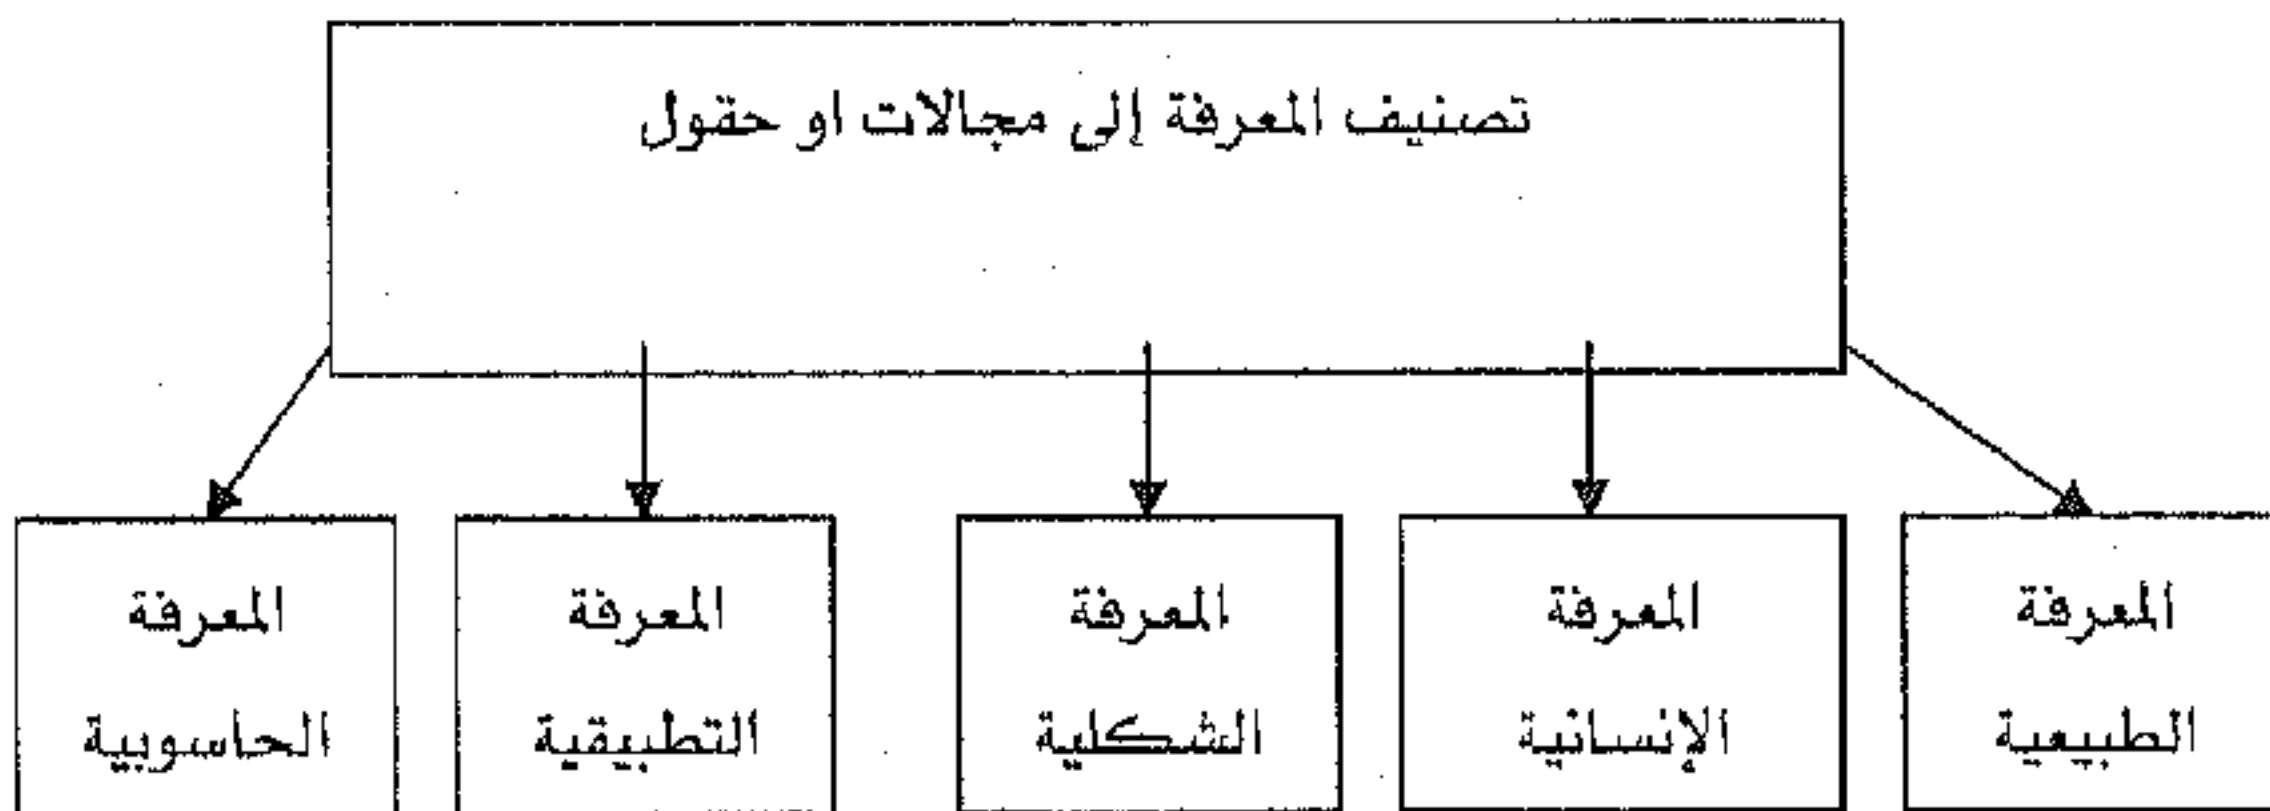 تصنيف المعرفة إلى مجالات او حقول
المعرفة
الطبيعية
المعرفة
الإنسانية
المعرفة
الشكلية
المعرفة
التطبيقية
المعرفة
الحاسوبية